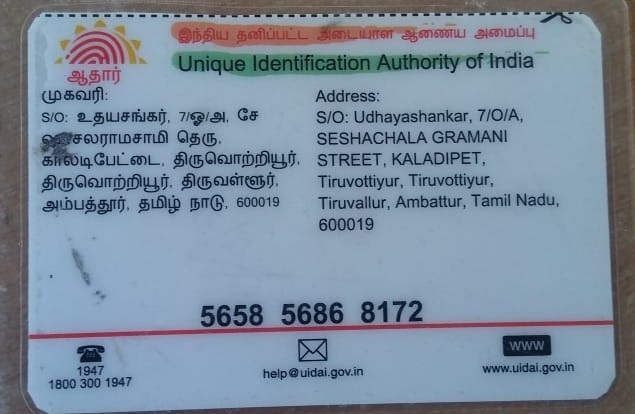 இந்திய தனிப்பட்ட அடையாள ஆணைய அமைப்பு
Unique Identification Authority of India
ஆதார்
முகவரி:
S/O: உதயசங்கர், 7/ஓ/அ, சே
தெரு,
காலடிபேட்டை, திருவொற்றியூர்,
திருவொற்றியூர், திருவள்ளூர்,
அம்பத்தூர், தமிழ் நாடு, 600019
Address:
S/O: Udhayashankar, 7/O/A,
SESHACHALA GRAMANI
STREET, KALADIPET,
Tiruvottiyur, Tiruvottiyur,
Tiruvallur, Ambattur, Tamil Nadu,
600019
5658 5686 8172
1947
1800 300 1947
help@uidai.gov.in
www
www.uidai.gov.in